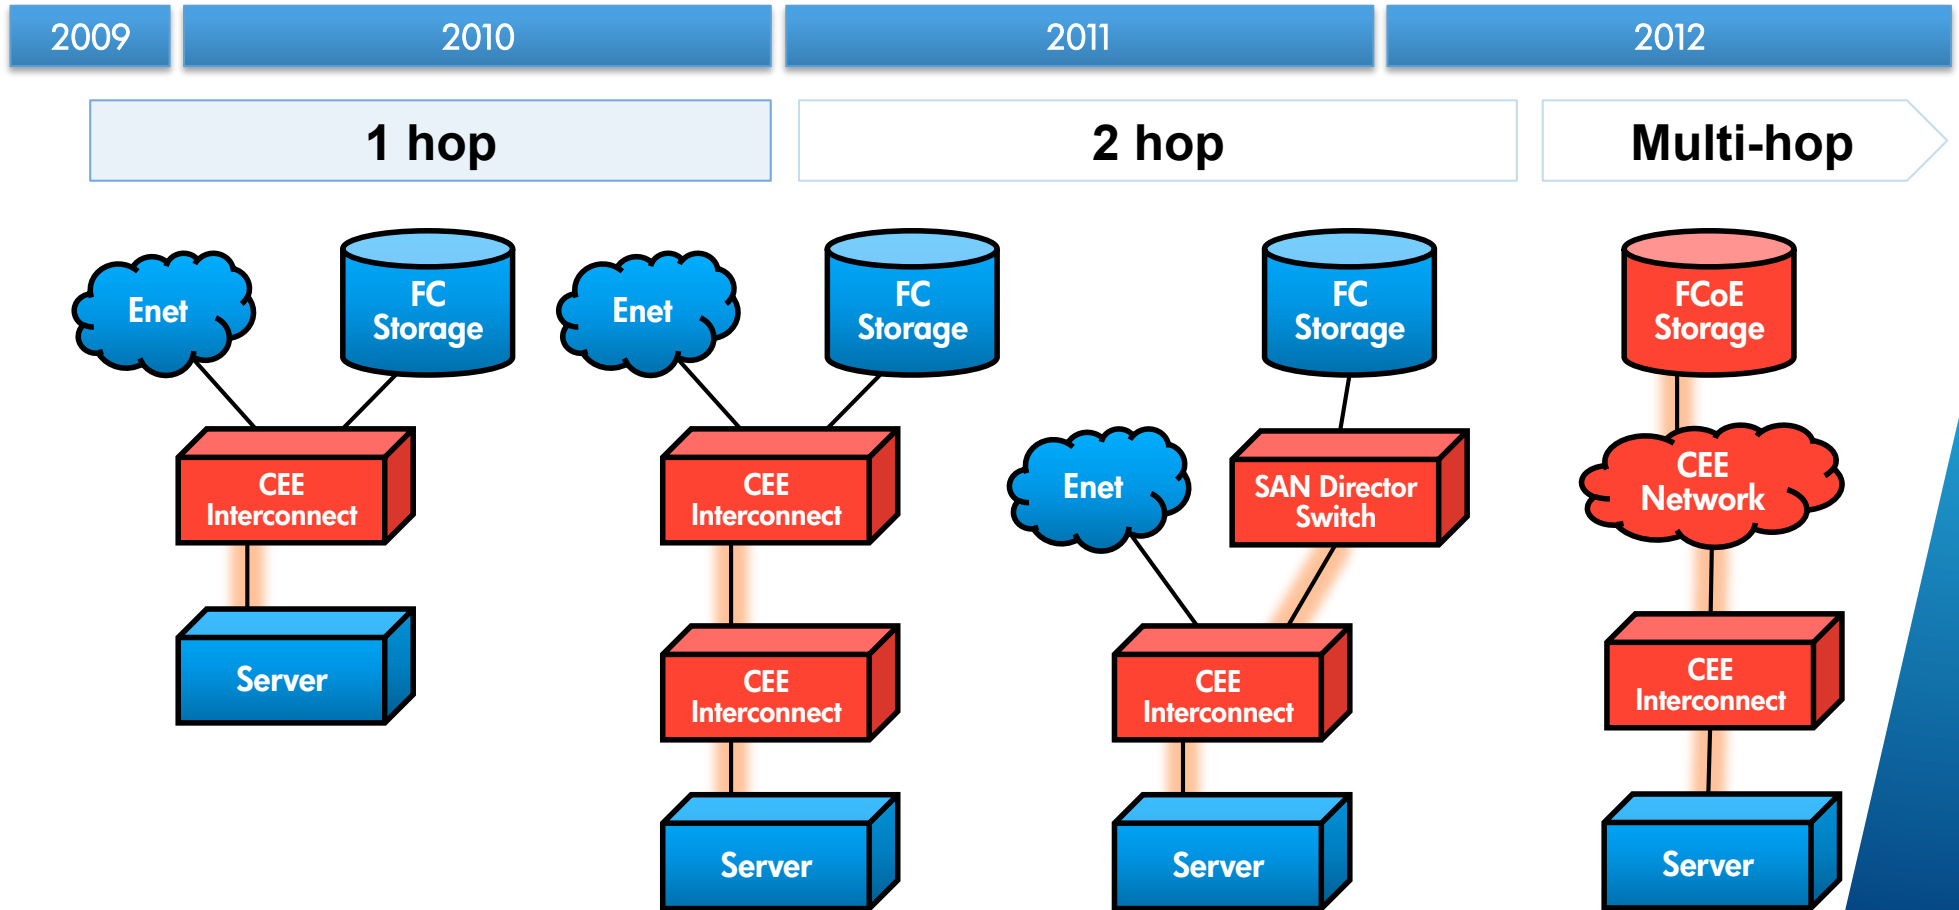 2009
2010
2011
2012
1 hop
2 hop
Multi-hop
Enet
FC
Storage
CEE
Interconnect
Server
Enet
FC
Storage
CEE
Interconnect
CEE
Interconnect
Server
FC
Storage
Enet
SAN Director
Switch
CEE
Interconnect
Server
FCoE
Storage
CEE
Network
CEE
Interconnect
Server